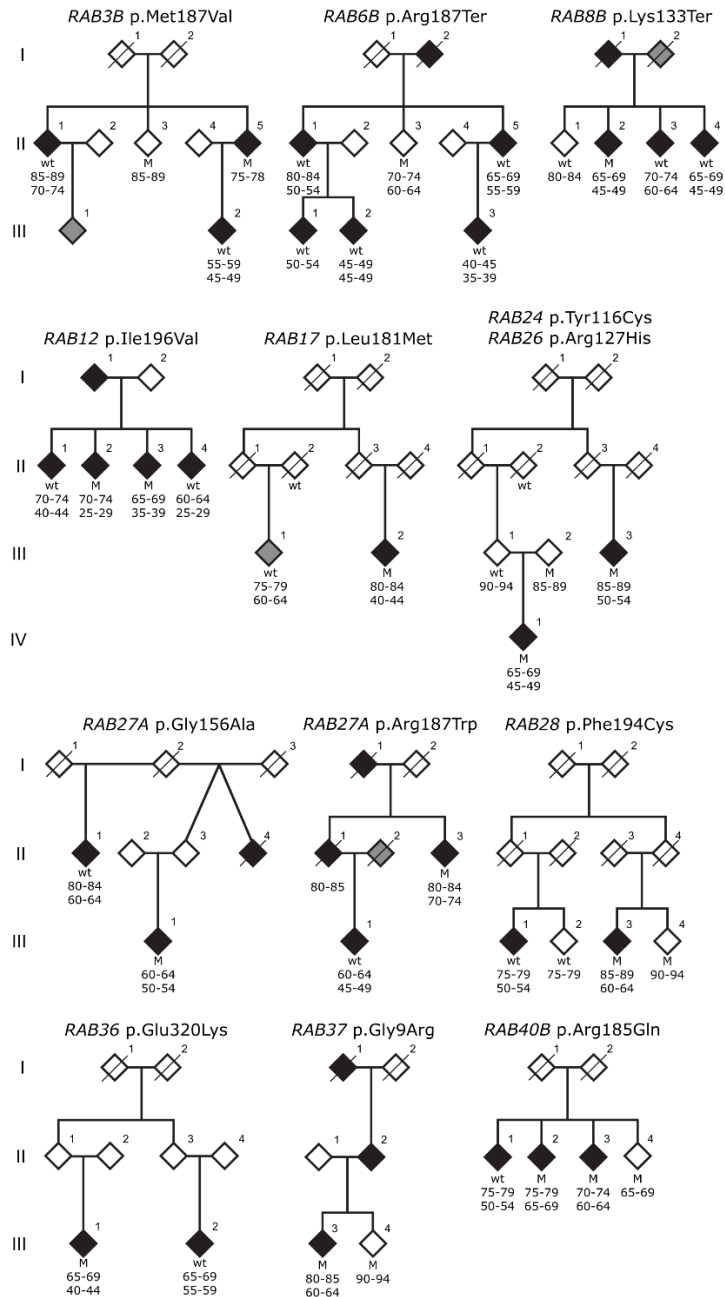 RAB3B p.Met187Val RAB6B p.Arg187Ter RAB8B p.Lys133Ter
I 1 2 1 2 1 2
II 1 2 3 4 5 1 2 3 4 5 1 2 3 4
wt M M wt M wt wt M wt wt
85-89 85-89 75-78 80-84 70-74 65-69 80-84 65-69 70-74 65-69
70-74 50-54 60-64 55-59 45-49 60-64 45-49
III 1 2 1 2 3
wt wt wt wt
55-59 50-54 45-49 40-45
45-49 45-49 35-39
RAB24 p.Tyr116Cys
RAB12 p.Ile196Val RAB17 p.Leu181Met RAB26 p.Arg127His
I 1 2 1 2 1 2
II 1 2 3 4 1 2 3 4 1 2 3 4
wt M M wt wt wt
70-74 70-74 65-69 60-64
40-44 25-29 35-39 25-29
III 1 2 1 2 3
wt M wt M M
75-79 80-84 90-94 85-89 85-89
60-64 40-44 50-54
IV 1
M
65-69
45-49
RAB27A p.Gly156Ala RAB27A p.Arg187Trp RAB28 p.Phe194Cys
I 1 2 3 1 2 1 2
II 1 2 3 4 1 2 3 1 2 3 4
wt M
80-84 80-85 80-84
60-64 70-74
III 1 1 1 2 3 4
M wt wt wt M M
60-64 60-64 75-79 75-79 85-89 90-94
50-54 45-49 50-54 60-64
RAB36 p.Glu320Lys RAB37 p.Gly9Arg RAB40B p.Arg185Gln
I 1 2 1 2 1 2
II 1 2 3 4 1 2 1 2 3 4
wt M M M
75-79 75-79 70-74 65-69
50-54 65-69 60-64
III 1 2 3 4
M wt M M
65-69 65-69 80-85 90-94
40-44 55-59 60-64